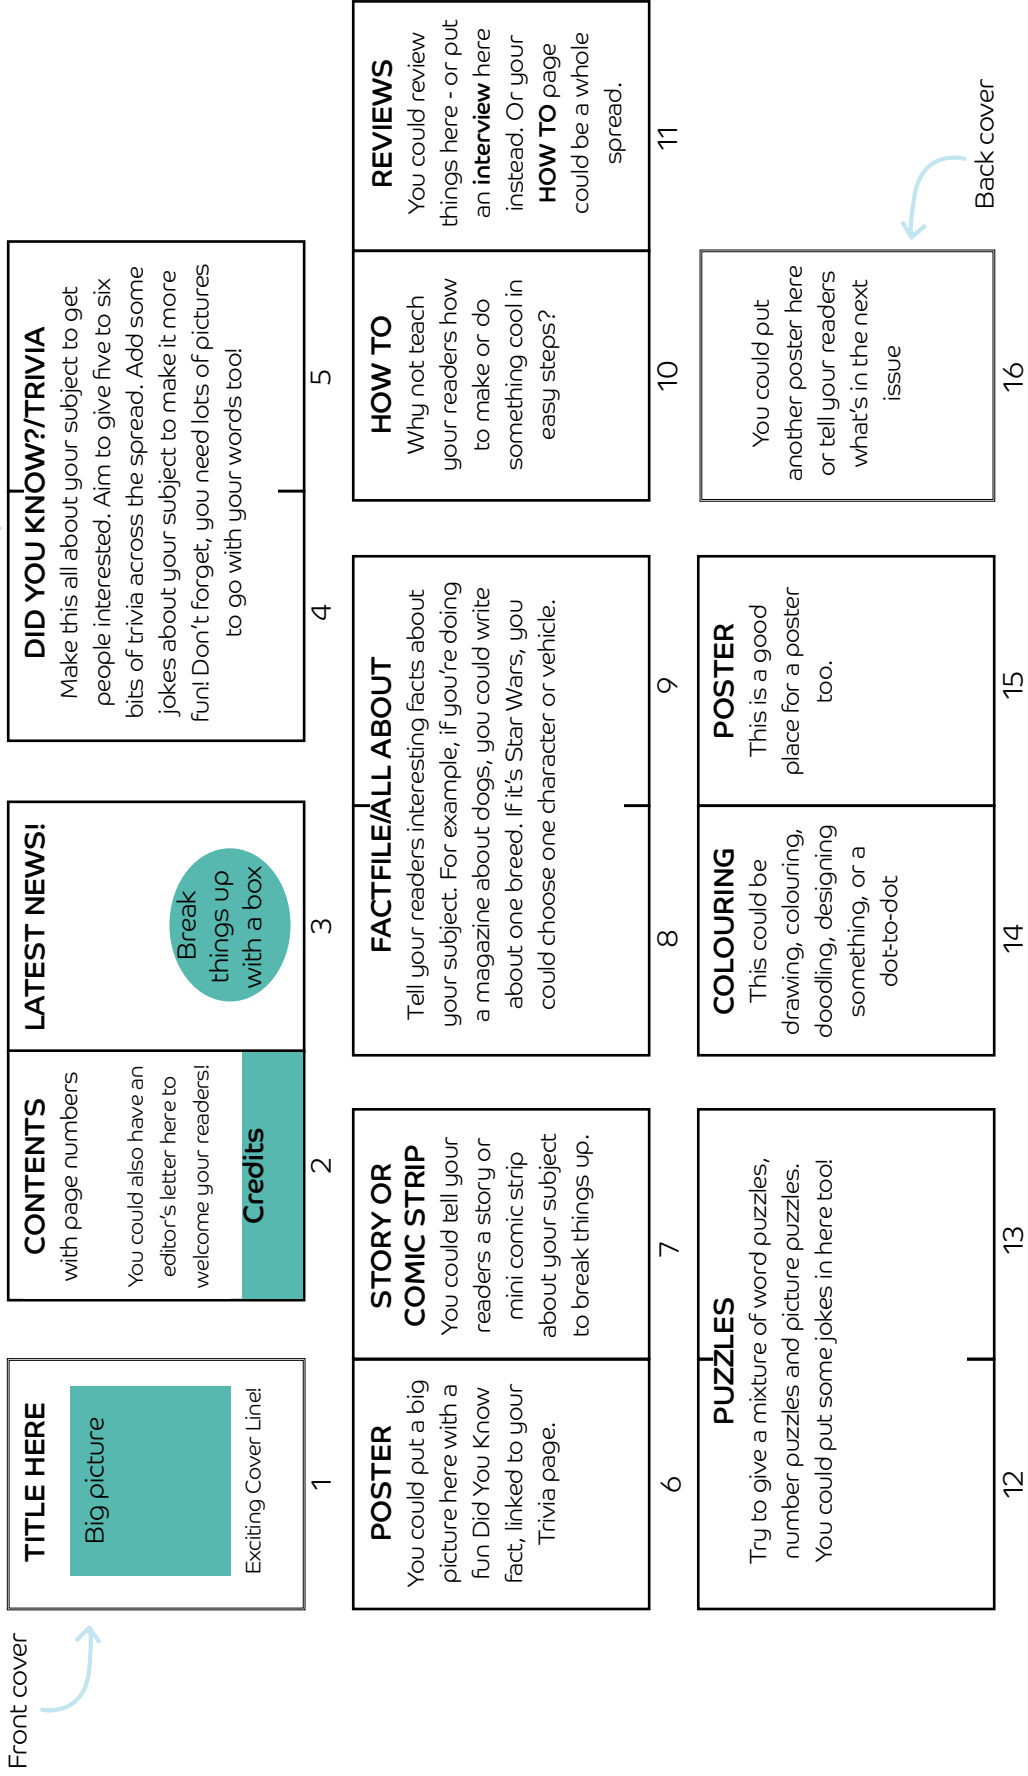 Front cover
TITLE HERE
Big picture
Exciting Cover Line!
1
CONTENTS
with page numbers
You could also have an
editor's letter here to
welcome your readers!
Credits
2
LATEST NEWS!
Break
things up
with a box
3
DID YOU KNOW?/TRIVIA
Make this all about your subject to get
people interested. Aim to give five to six
bits of trivia across the spread. Add some
jokes about your subject to make it more
fun! Don't forget, you need lots of pictures
to go with your words too!
4
5
POSTER
You could put a big
picture here with a
fun Did You Know
fact, linked to your
Trivia page.
6
STORY OR
COMIC STRIP
You could tell your
readers a story or
mini comic strip
about your subject
to break things up.
7
FACTFILE/ALL ABOUT
Tell your readers interesting facts about
your subject. For example, if you're doing
a magazine about dogs, you could write
about one breed. If it's Star Wars, you
could choose one character or vehicle.
8
9
HOW TO
Why not teach
your readers how
to make or do
something cool in
easy steps?
10
REVIEWS
You could review
things here - or put
an interview here
instead. Or your
HOW TO page
could be a whole
spread.
11
PUZZLES
Try to give a mixture of word puzzles,
number puzzles and picture puzzles.
You could put some jokes in here too!
12
13
COLOURING
This could be
drawing, colouring,
doodling, designing
something, or a
dot-to-dot
14
POSTER
This is a good
place for a poster
too.
15
You could put
another poster here
or tell your readers
what's in the next
issue
16
Back cover